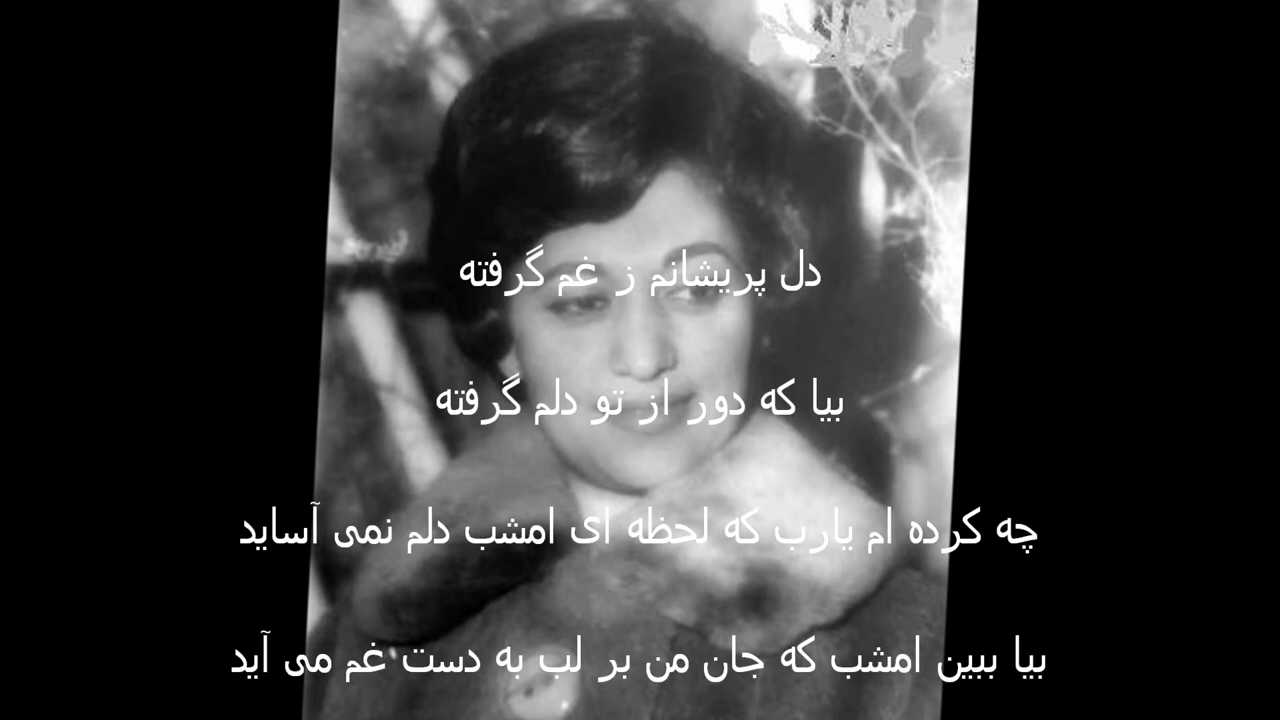 دل پریشانم ز غم گرفته
بیا که دور از تو دلم گرفته
چه کرده ام یارب که لحظه ای امشب دلم نمی آساید
بیا ببین امشب که جان من بر لب به دست غم می آید